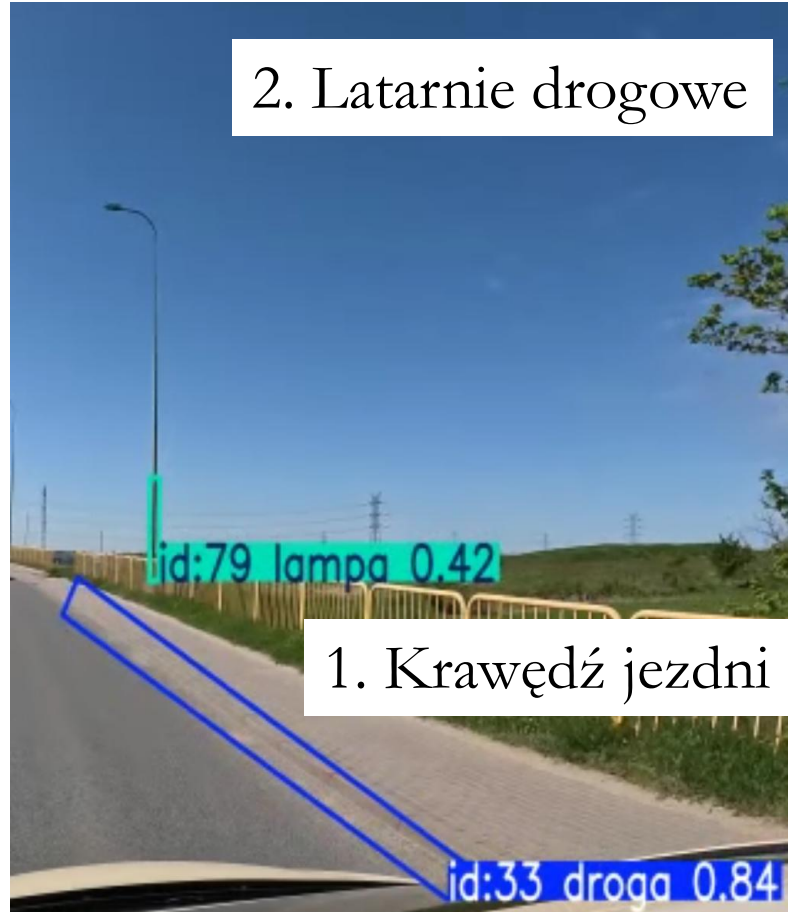 2. Latarnie drogowe
id:79 lampa 0.42
1. Krawędź jezdni
id:33 droga 0.84